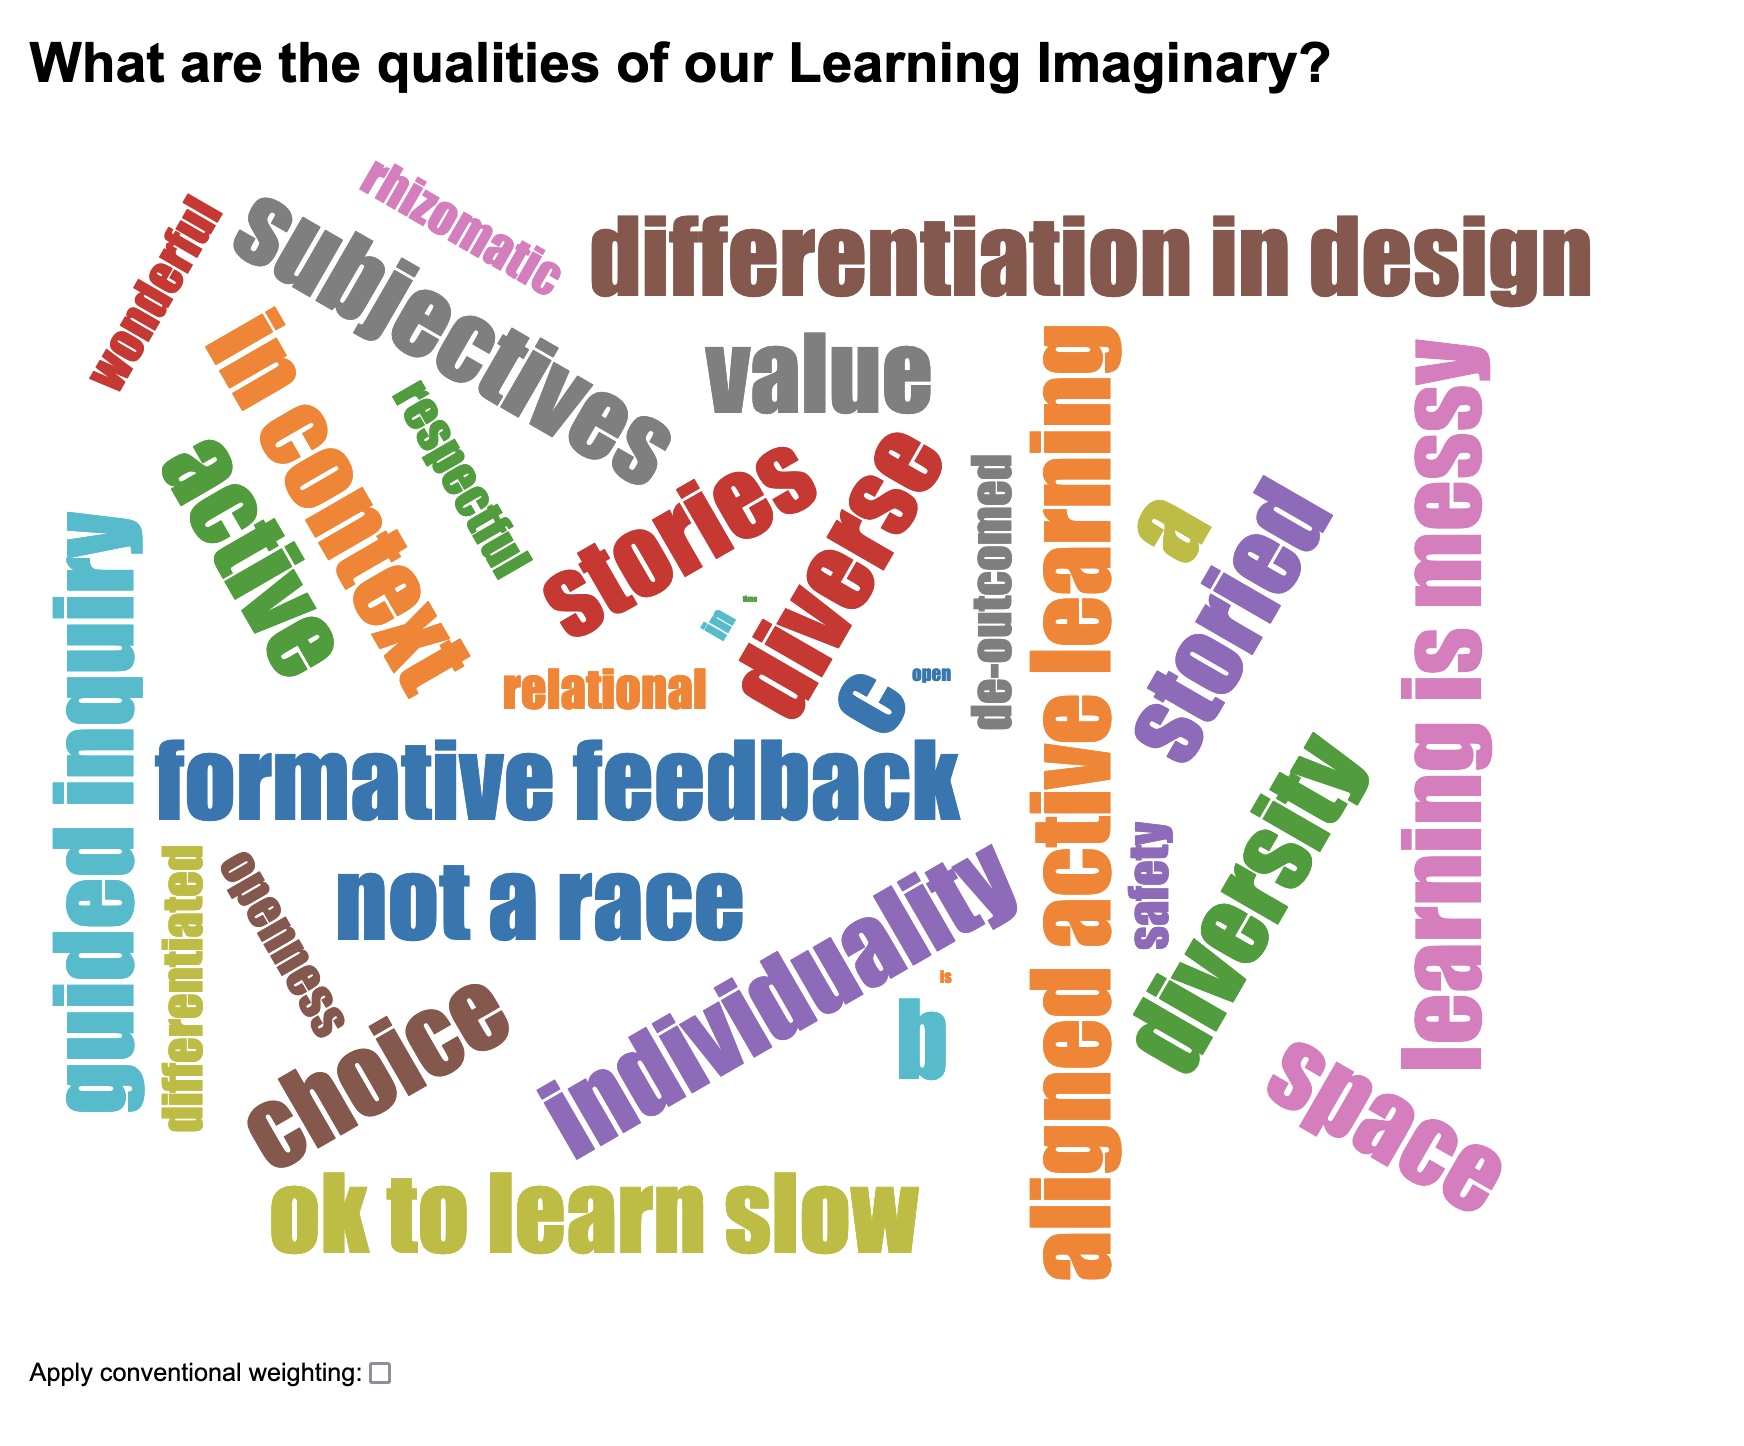 What are the qualities of our Learning Imaginary?
rhizomatic
wonderful
subjectives
differentiation in design
in context
value
respectful
active
stories
diverse
de-outcomed
aligned active learning
a
storied
learning is messy
guided inquiry
in
time
relational
c
open
formative feedback
differentiated
openness
not a race
individuality
safety
diversity
is
b
choice
space
ok to learn slow
Apply conventional weighting: